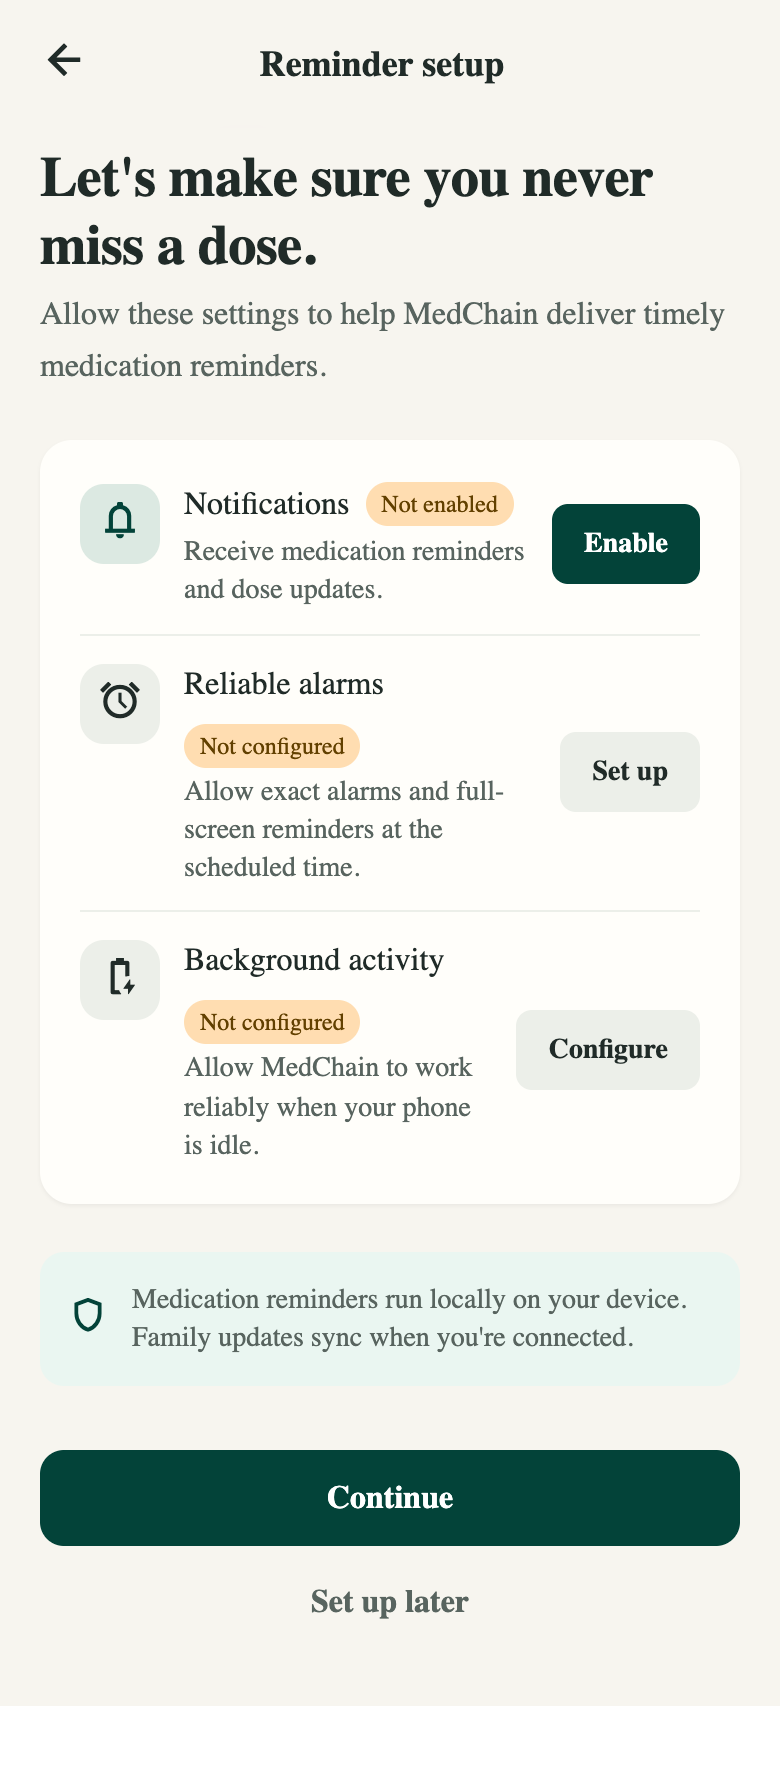 Reminder setup
Let's make sure you never
miss a dose.
Allow these settings to help MedChain deliver timely
medication reminders.
Notifications
Not enabled
Receive medication reminders
and dose updates.
Enable
Reliable alarms
Not configured
Allow exact alarms and full-
screen reminders at the
scheduled time.
Set up
Background activity
Not configured
Allow MedChain to work
reliably when your phone
is idle.
Configure
Medication reminders run locally on your device.
Family updates sync when you're connected.
Continue
Set up later